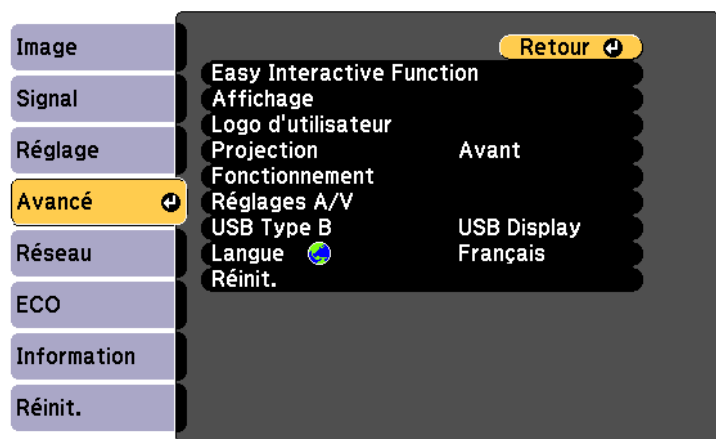 Image
Signal
Réglage
Avancé
Réseau
ECO
Information
Réinit.
Retour
Easy Interactive Function
Affichage
Logo d'utilisateur
Projection Avant
Fonctionnement
Réglages A/V
USB Type B USB Display
Langue Français
Réinit.